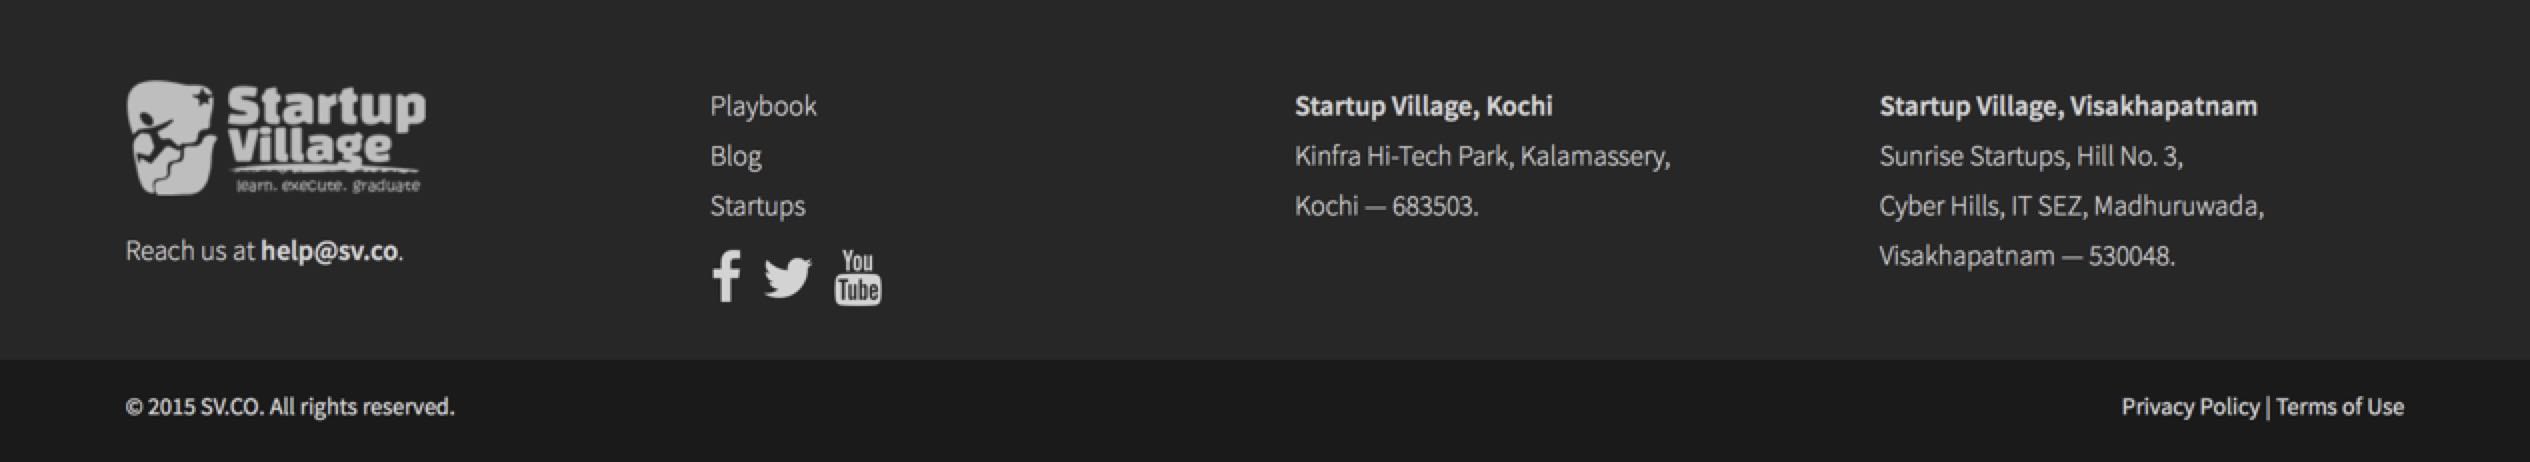 Startup
Village
learn. execute. graduate
Reach us at help@sv.co.
Playbook
Blog
Startups
You
Tube
Startup Village, Kochi
Kinfra Hi-Tech Park, Kalamassery,
Kochi — 683503.
Startup Village, Visakhapatnam
Sunrise Startups, Hill No. 3,
Cyber Hills, IT SEZ, Madhuruwada,
Visakhapatnam — 530048.
© 2015 SV.CO. All rights reserved.
Privacy Policy | Terms of Use